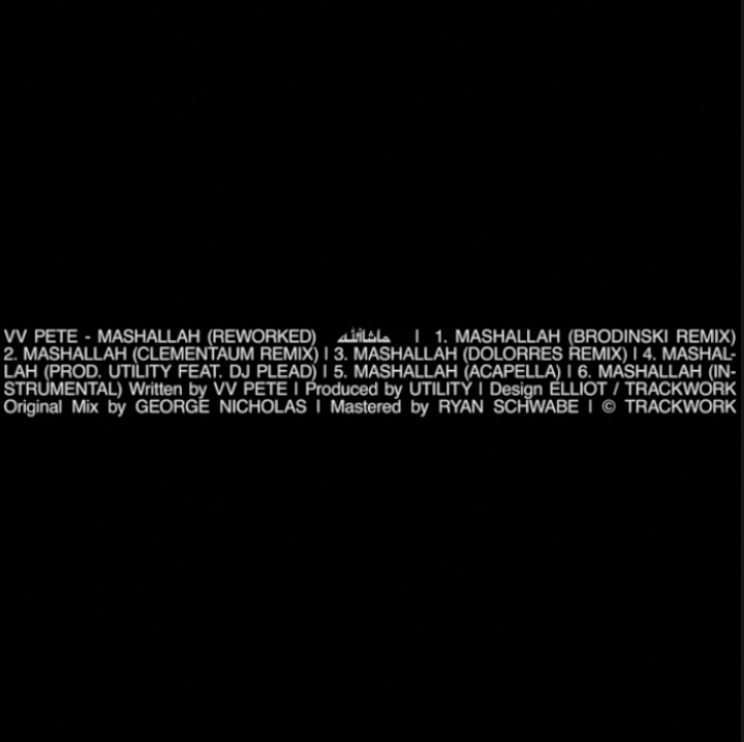 VV PETE - MASHALLAH (REWORKED) ماشاالله | 1. MASHALLAH (BRODINSKI REMIX)
2. MASHALLAH (CLEMENTAUM REMIX) | 3. MASHALLAH (DOLORRES REMIX) | 4. MASHAL-
LAH (PROD. UTILITY FEAT. DJ PLEAD) | 5. MASHALLAH (ACAPELLA) | 6. MASHALLAH (IN-
STRUMENTAL) Written by VV PETE | Produced by UTILITY | Design ELLIOT / TRACKWORK
Original Mix by GEORGE NICHOLAS | Mastered by RYAN SCHWABE | © TRACKWORK